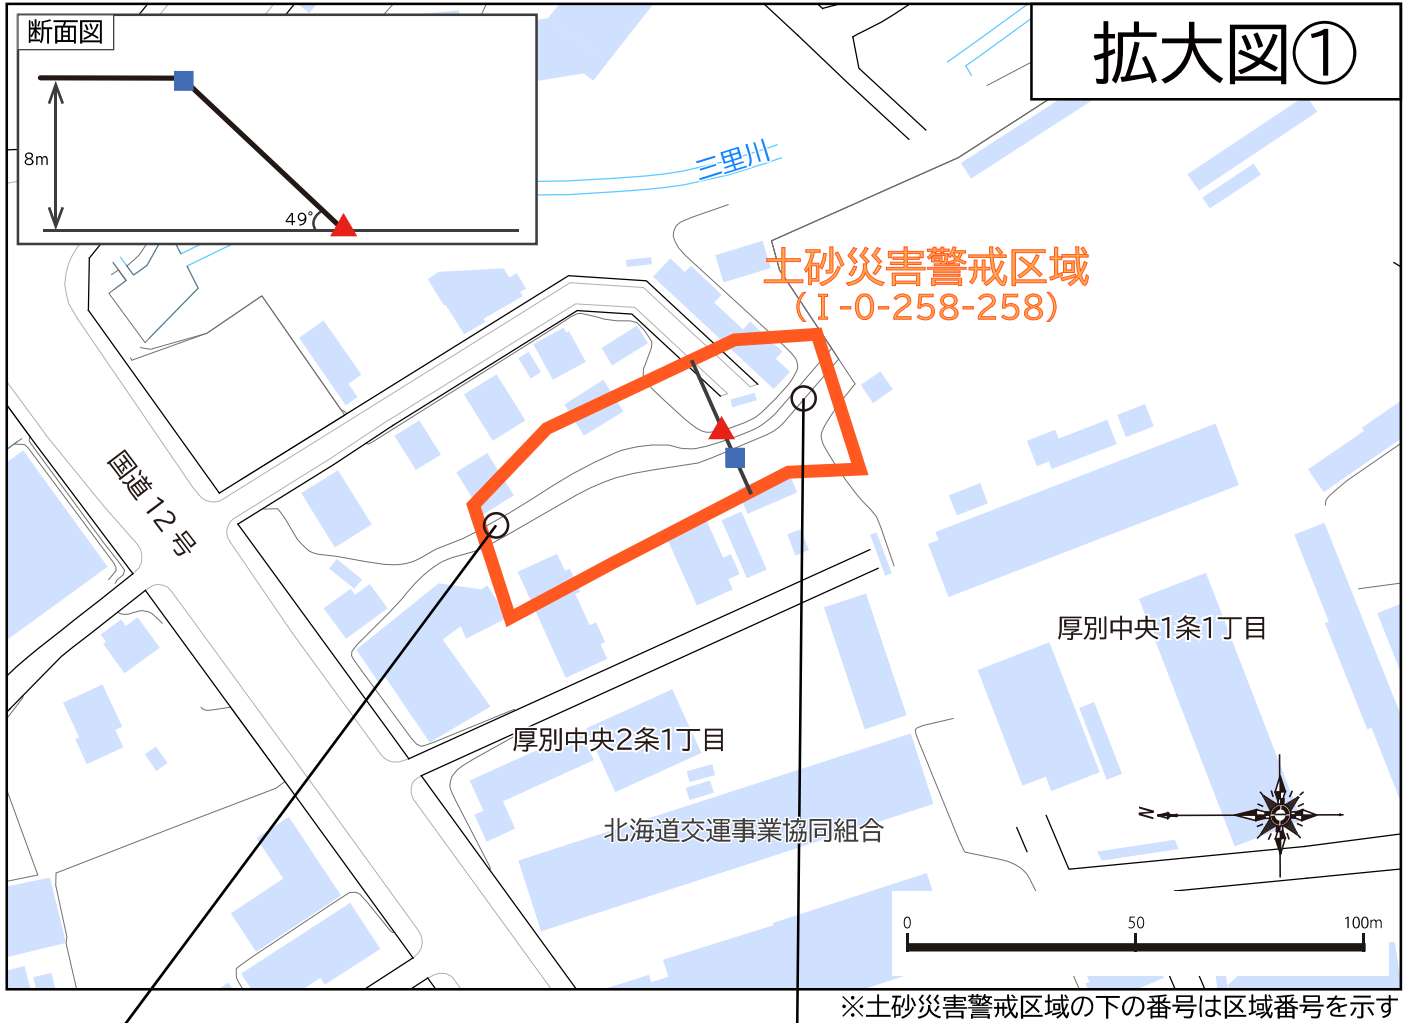 断面図
8m
49°
拡大図①
三里川
土砂災害警戒区域
(Ⅰ-0-258-258)
国道12号
厚別中央1条1丁目
厚別中央2条1丁目
北海道交運事業協同組合
N
0 50 100m
※土砂災害警戒区域の下の番号は区域番号を示す